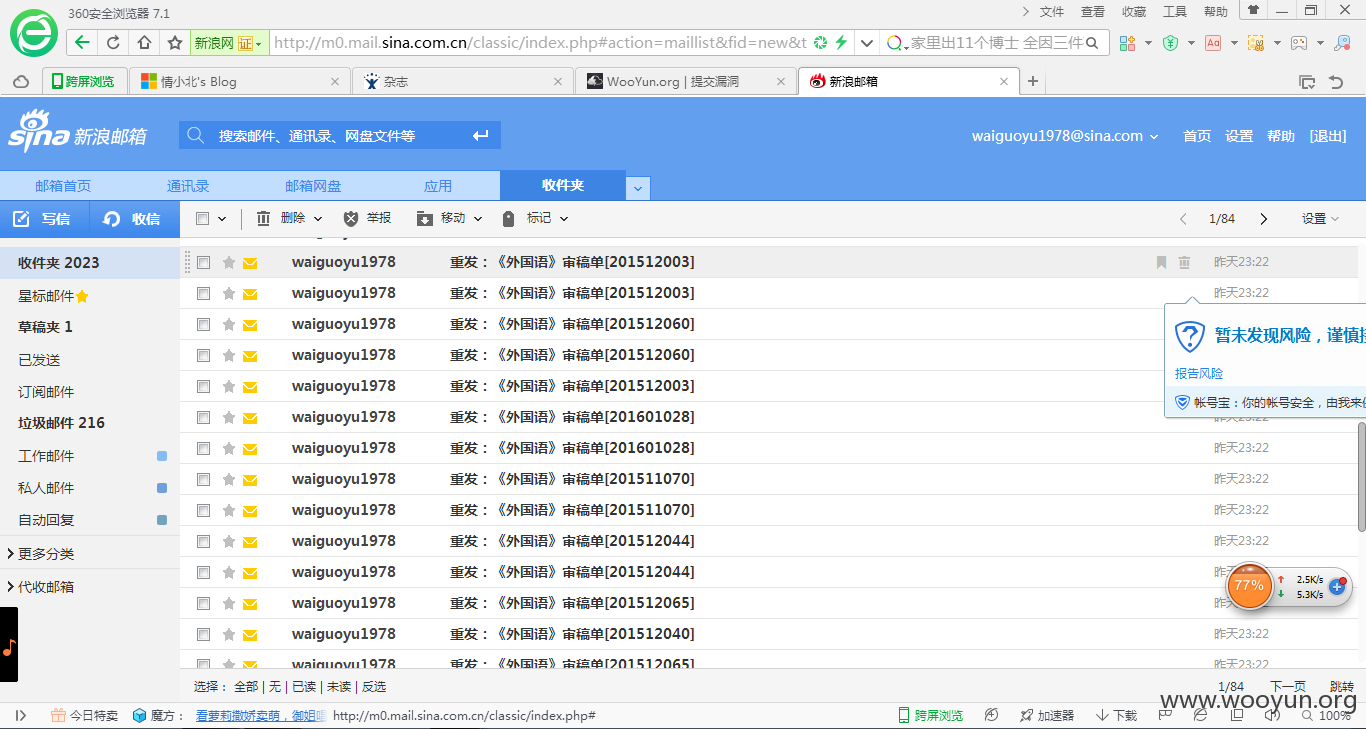 360安全浏览器 7.1
文件 查看 收藏 工具 帮助
新浪网 证 http://m0.mail.sina.com.cn/classic/index.php#action=maillist&fid=new&t 家里出11个博士 全因三件
跨屏浏览 清小北's Blog 杂志 WooYun.org | 提交漏洞 新浪邮箱
sina 新浪邮箱 搜索邮件、通讯录、网盘文件等 waiguoyu1978@sina.com 首页 设置 帮助 [退出]
邮箱首页 通讯录 邮箱网盘 应用 收件夹
写信 收信 删除 举报 移动 标记 1/84 设置
收件夹 2023
星标邮件
草稿夹 1
已发送
订阅邮件
垃圾邮件 216
工作邮件
私人邮件
自动回复
更多分类
代收邮箱
waiguoyu1978 重发：《外国语》审稿单[201512003] 昨天23:22
waiguoyu1978 重发：《外国语》审稿单[201512003] 昨天23:22
waiguoyu1978 重发：《外国语》审稿单[201512060]
waiguoyu1978 重发：《外国语》审稿单[201512060]
waiguoyu1978 重发：《外国语》审稿单[201512003]
waiguoyu1978 重发：《外国语》审稿单[201601028] 昨天23:22
waiguoyu1978 重发：《外国语》审稿单[201601028] 昨天23:22
waiguoyu1978 重发：《外国语》审稿单[201511070] 昨天23:22
waiguoyu1978 重发：《外国语》审稿单[201511070] 昨天23:22
waiguoyu1978 重发：《外国语》审稿单[201512044] 昨天23:22
waiguoyu1978 重发：《外国语》审稿单[201512044] 昨
waiguoyu1978 重发：《外国语》审稿单[201512065] 昨
waiguoyu1978 重发：《外国语》审稿单[201512040] 昨天23:22
waiguoyu1978 重发：《外国语》审稿单[201512065] 昨天23:22
暂未发现风险，谨慎
报告风险
帐号宝：你的帐号安全，由我来
77% 2.5K/s
5.3K/s
选择： 全部 | 无 | 已读 | 未读 | 反选 1/84 下一页 跳转
www.wooyun.org
今日特卖 魔方： 看萝莉撒娇卖萌，御姐 http://m0.mail.sina.com.cn/classic/index.php# 跨屏浏览 加速器 下载 100%